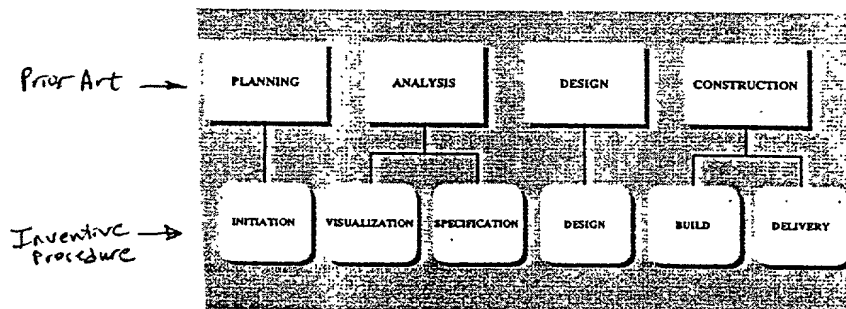 Prior Art
PLANNING
ANALYSIS
DESIGN
CONSTRUCTION
Inventive
Procedure
INITIATION
VISUALIZATION
SPECIFICATION
DESIGN
BUILD
DELIVERY